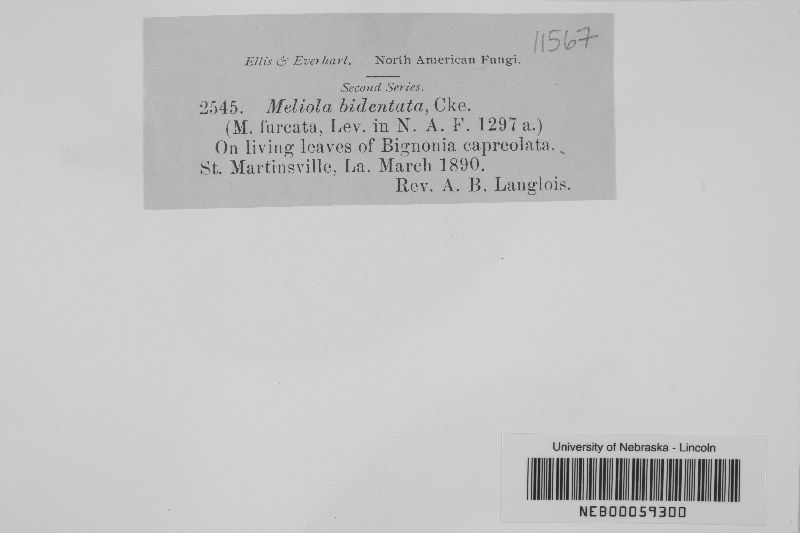 11567
Ellis & Everhart. North American Fungi.
Second Series.
2545. Meliola bidentata, Cke.
(M. furcata, Lev. in N. A. F. 1297 a.)
On living leaves of Bignonia capreolata.
St. Martinsville, La. March 1890.
Rev. A. B. Langlois.
University of Nebraska - Lincoln
NEB00059300